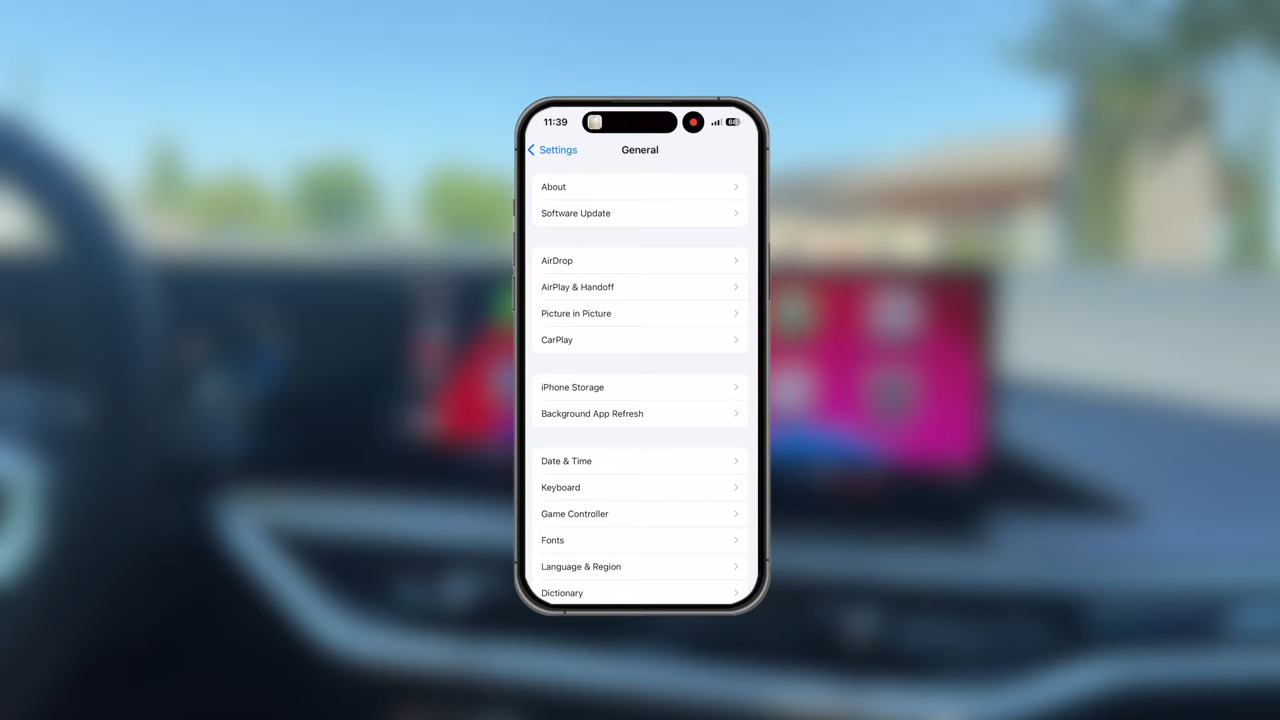 11:39
68
Settings
General
About
Software Update
AirDrop
AirPlay & Handoff
Picture in Picture
CarPlay
iPhone Storage
Background App Refresh
Date & Time
Keyboard
Game Controller
Fonts
Language & Region
Dictionary